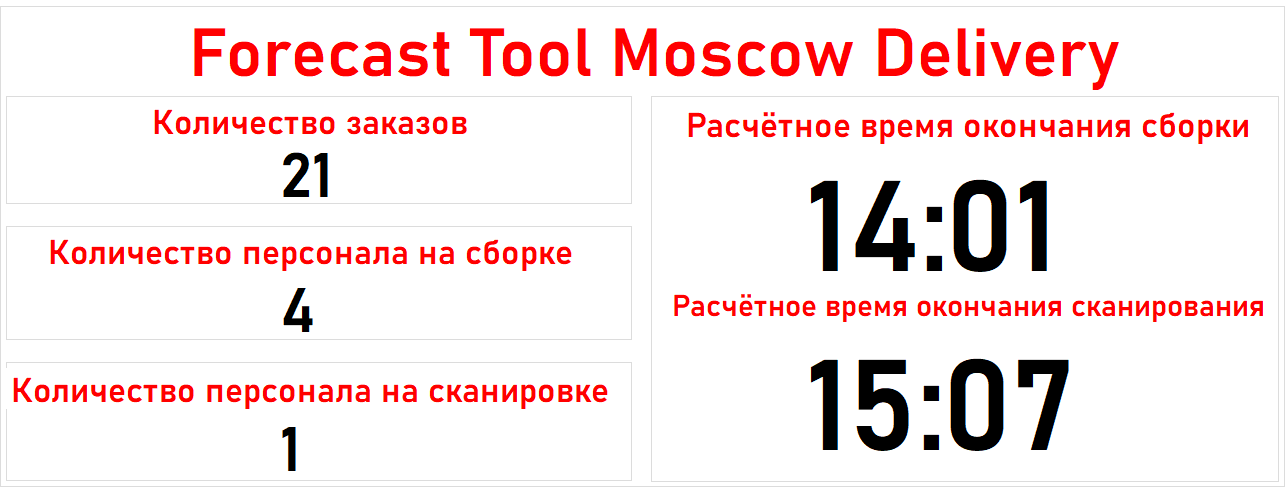 Forecast Tool Moscow Delivery
Количество заказов
21
Количество персонала на сборке
4
Количество персонала на сканировке
1
Расчётное время окончания сборки
14:01
Расчётное время окончания сканирования
15:07